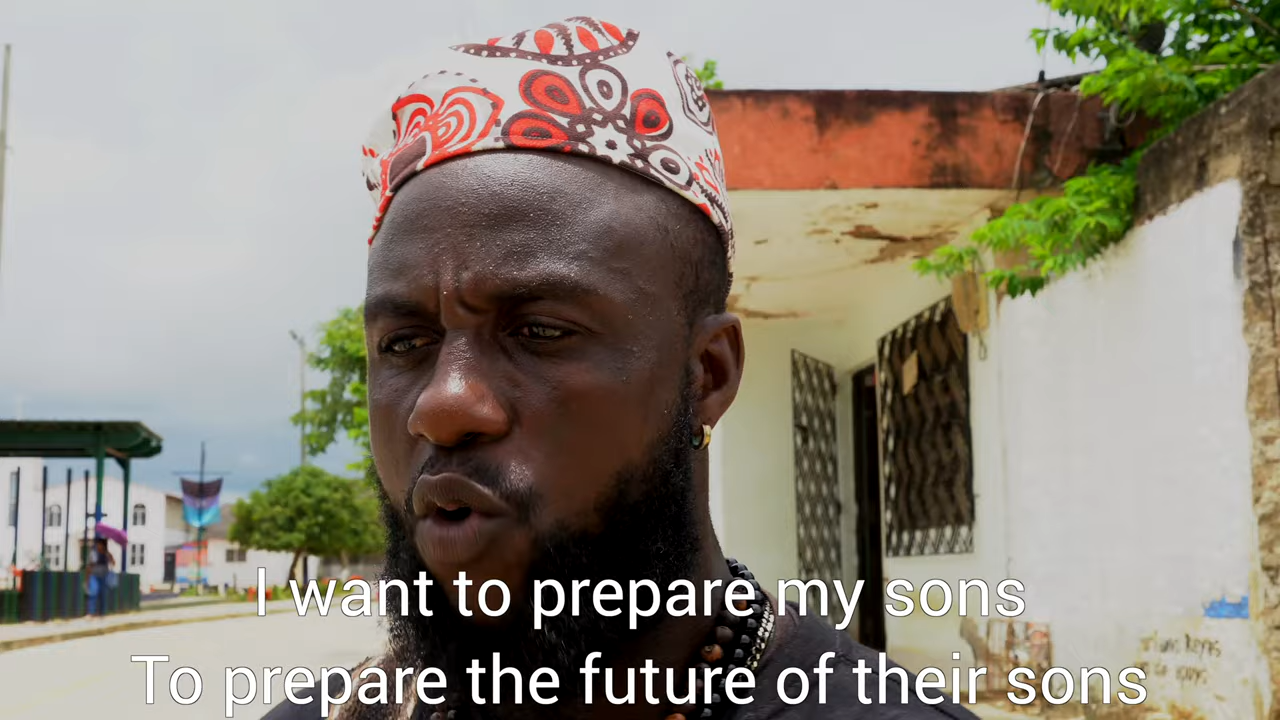 I want to prepare my sons
To prepare the future of their sons